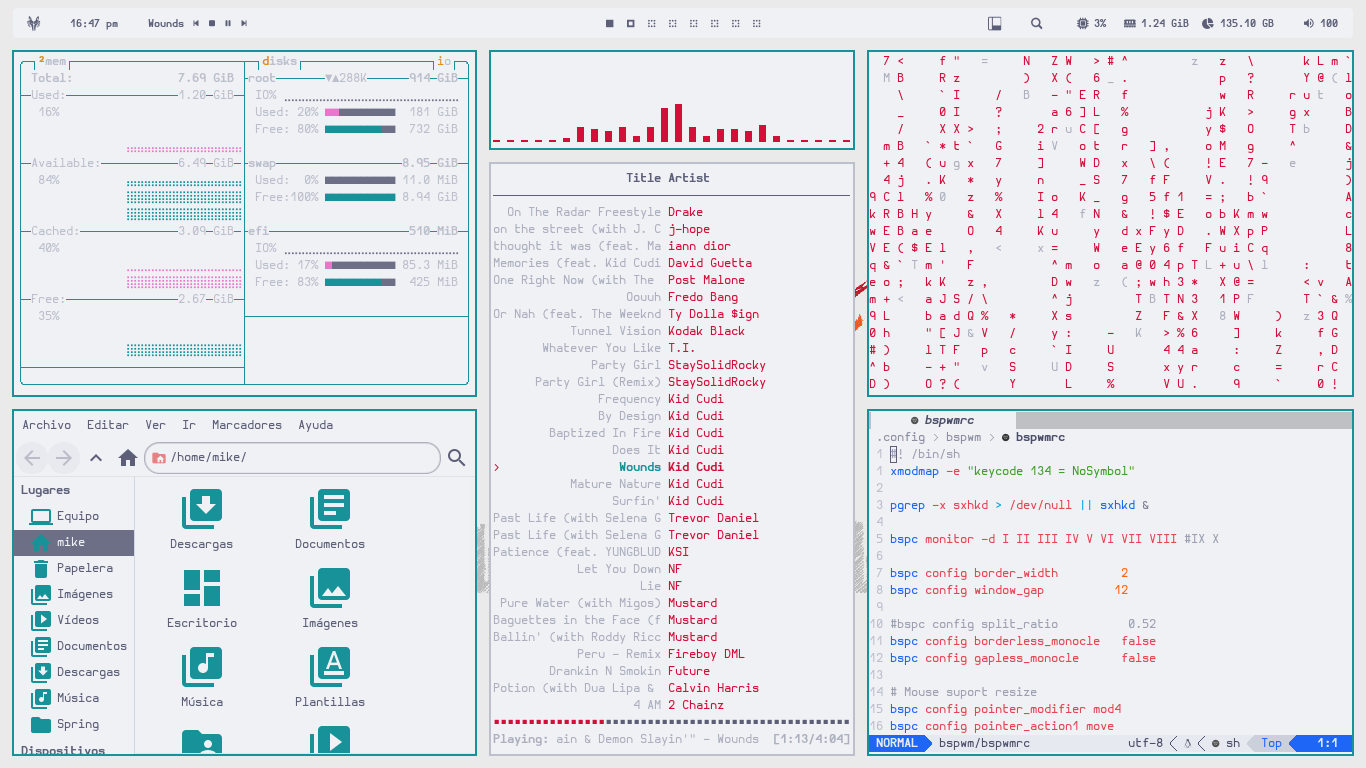 16:47 pm Wounds 3% 1.24 GiB 135.10 GB 100
²mem
Total: 7.69 GiB
Used: 1.20 GiB
16%
Available: 6.49 GiB
84%
Cached: 3.09 GiB
40%
Free: 2.67 GiB
35%
disks io
root ▼▲288K 914 GiB
IO%
Used: 20% 181 GiB
Free: 80% 732 GiB
swap 8.95 GiB
Used: 0% 11.0 MiB
Free:100% 8.94 GiB
efi 510 MiB
IO%
Used: 17% 85.3 MiB
Free: 83% 425 MiB
Archivo Editar Ver Ir Marcadores Ayuda
/home/mike/
Lugares
Equipo
mike
Papelera
Imágenes
Vídeos
Documentos
Descargas
Música
Spring
Dispositivos
Descargas Documentos
Escritorio Imágenes
Música Plantillas
Title Artist
On The Radar Freestyle Drake
on the street (with J. C j-hope
thought it was (feat. Ma iann dior
Memories (feat. Kid Cudi David Guetta
One Right Now (with The Post Malone
Oouuh Fredo Bang
Or Nah (feat. The Weeknd Ty Dolla $ign
Tunnel Vision Kodak Black
Whatever You Like T.I.
Party Girl StaySolidRocky
Party Girl (Remix) StaySolidRocky
Frequency Kid Cudi
By Design Kid Cudi
Baptized In Fire Kid Cudi
Does It Kid Cudi
> Wounds Kid Cudi
Mature Nature Kid Cudi
Surfin' Kid Cudi
Past Life (with Selena G Trevor Daniel
Past Life (with Selena G Trevor Daniel
Patience (feat. YUNGBLUD KSI
Let You Down NF
Lie NF
Pure Water (with Migos) Mustard
Baguettes in the Face (f Mustard
Ballin' (with Roddy Ricc Mustard
Peru - Remix Fireboy DML
Drankin N Smokin Future
Potion (with Dua Lipa & Calvin Harris
4 AM 2 Chainz
Playing: ain & Demon Slayin'" - Wounds [1:13/4:04]
bspwmrc
.config > bspwm > bspwmrc
1 #! /bin/sh
1 xmodmap -e "keycode 134 = NoSymbol"
2
3 pgrep -x sxhkd > /dev/null || sxhkd &
4
5 bspc monitor -d I II III IV V VI VII VIII #IX X
6
7 bspc config border_width 2
8 bspc config window_gap 12
9
10 #bspc config split_ratio 0.52
11 bspc config borderless_monocle false
12 bspc config gapless_monocle false
13
14 # Mouse suport resize
15 bspc config pointer_modifier mod4
16 bspc config pointer_action1 move
NORMAL bspwm/bspwmrc utf-8 sh Top 1:1